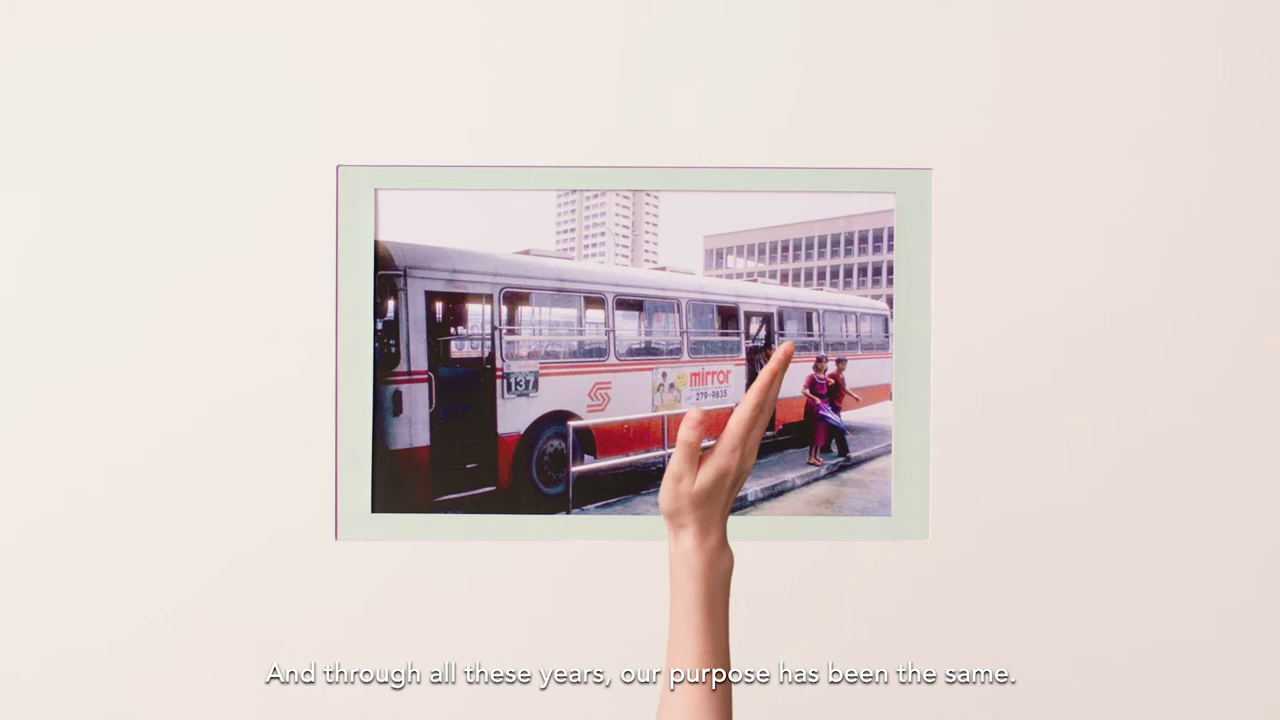 137
mirror
279-9835
And through all these years, our purpose has been the same.